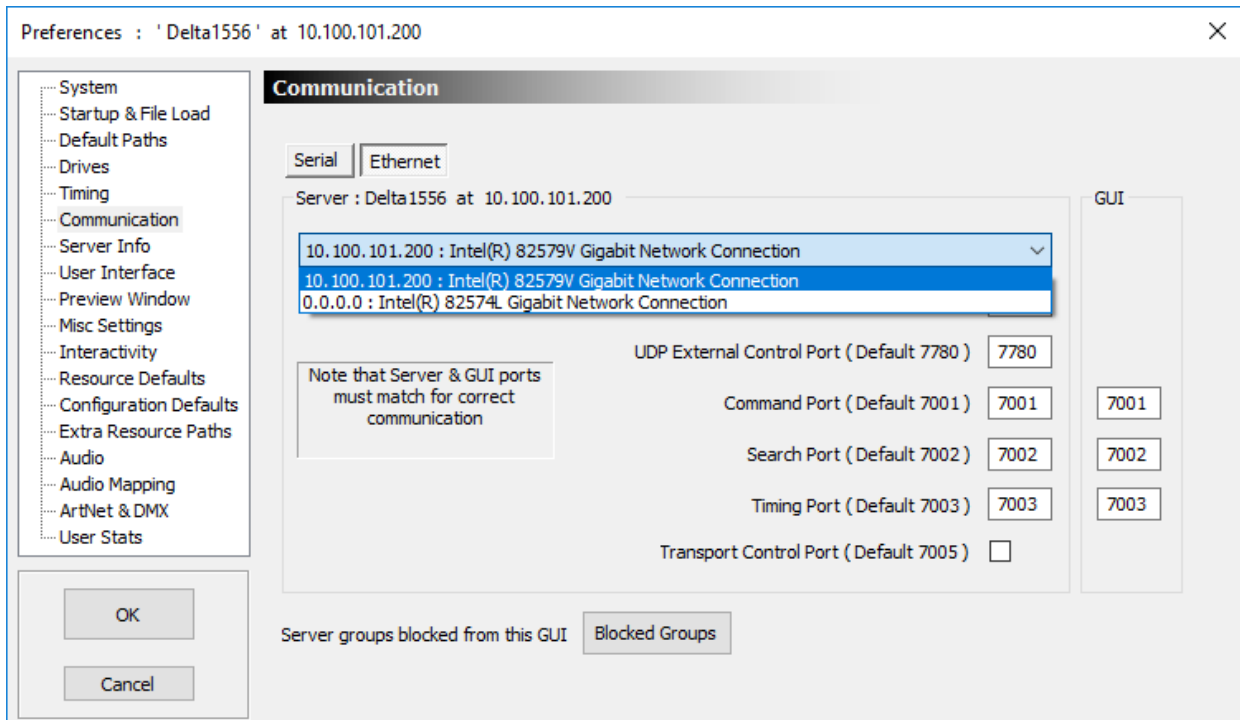 Preferences : ' Delta1556 ' at 10.100.101.200
System
Startup & File Load
Default Paths
Drives
Timing
Communication
Server Info
User Interface
Preview Window
Misc Settings
Interactivity
Resource Defaults
Configuration Defaults
Extra Resource Paths
Audio
Audio Mapping
ArtNet & DMX
User Stats
OK
Cancel
Communication
Serial
Ethernet
Server : Delta1556 at 10.100.101.200
GUI
10.100.101.200 : Intel(R) 82579V Gigabit Network Connection
10.100.101.200 : Intel(R) 82579V Gigabit Network Connection
0.0.0.0 : Intel(R) 82574L Gigabit Network Connection
UDP External Control Port ( Default 7780 ) 7780
Note that Server & GUI ports
must match for correct
communication
Command Port ( Default 7001 ) 7001 7001
Search Port ( Default 7002 ) 7002 7002
Timing Port ( Default 7003 ) 7003 7003
Transport Control Port ( Default 7005 )
Server groups blocked from this GUI Blocked Groups